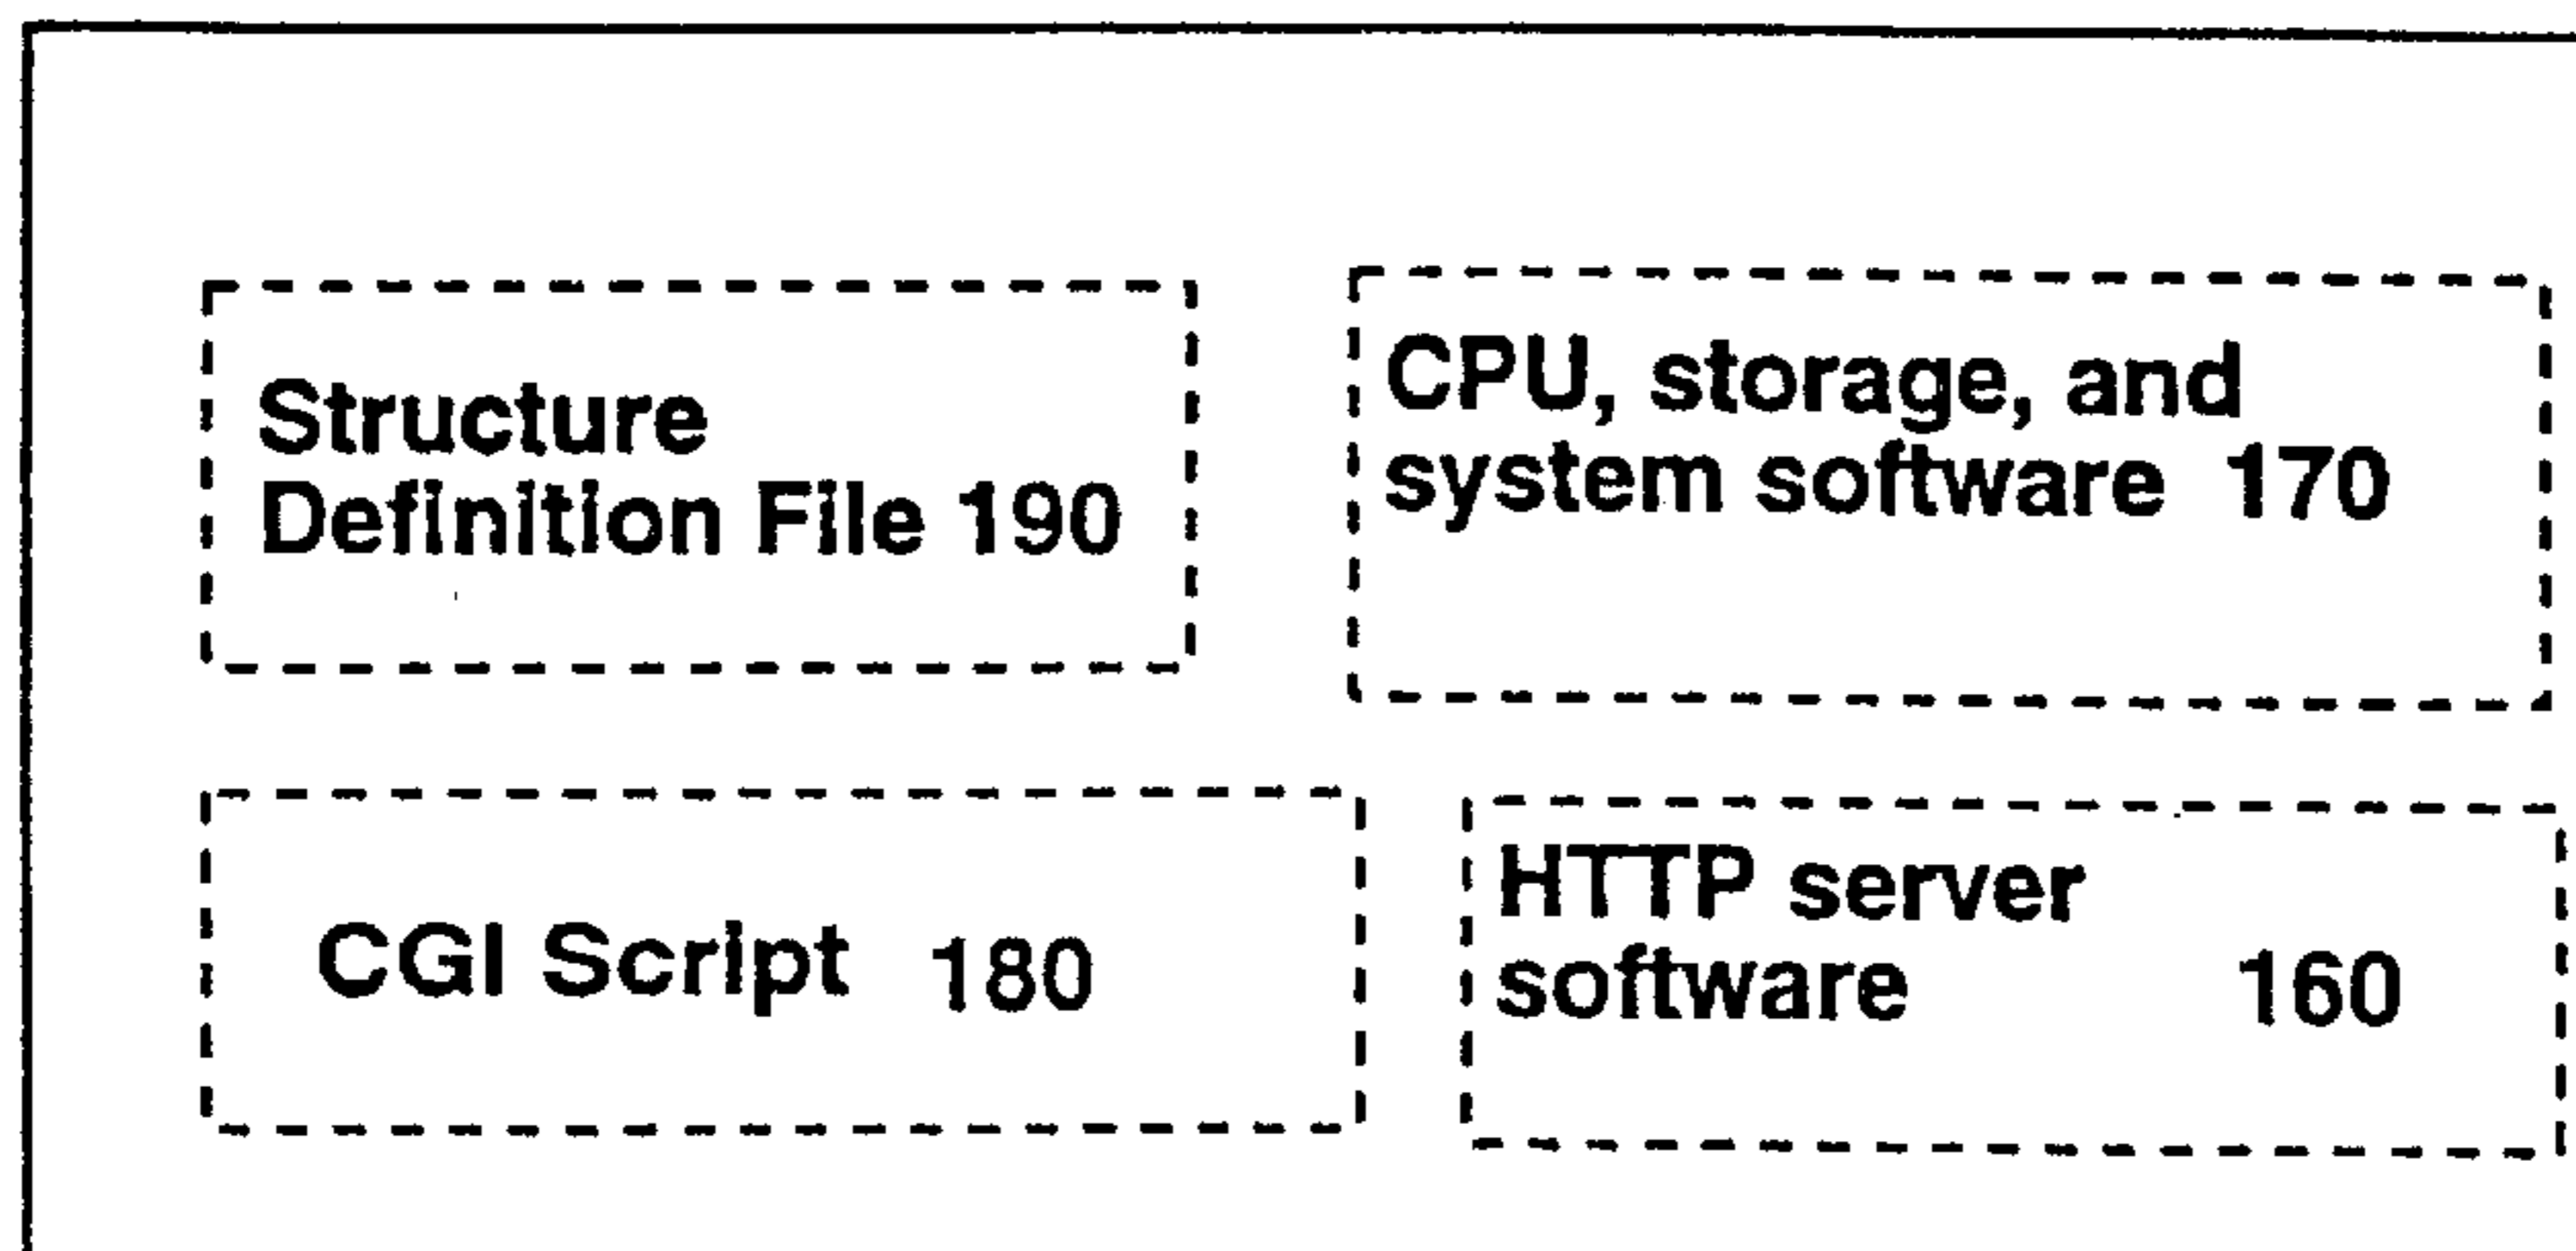 Structure
Definition File 190
CPU, storage, and
system software 170
CGI Script 180
HTTP server
software 160